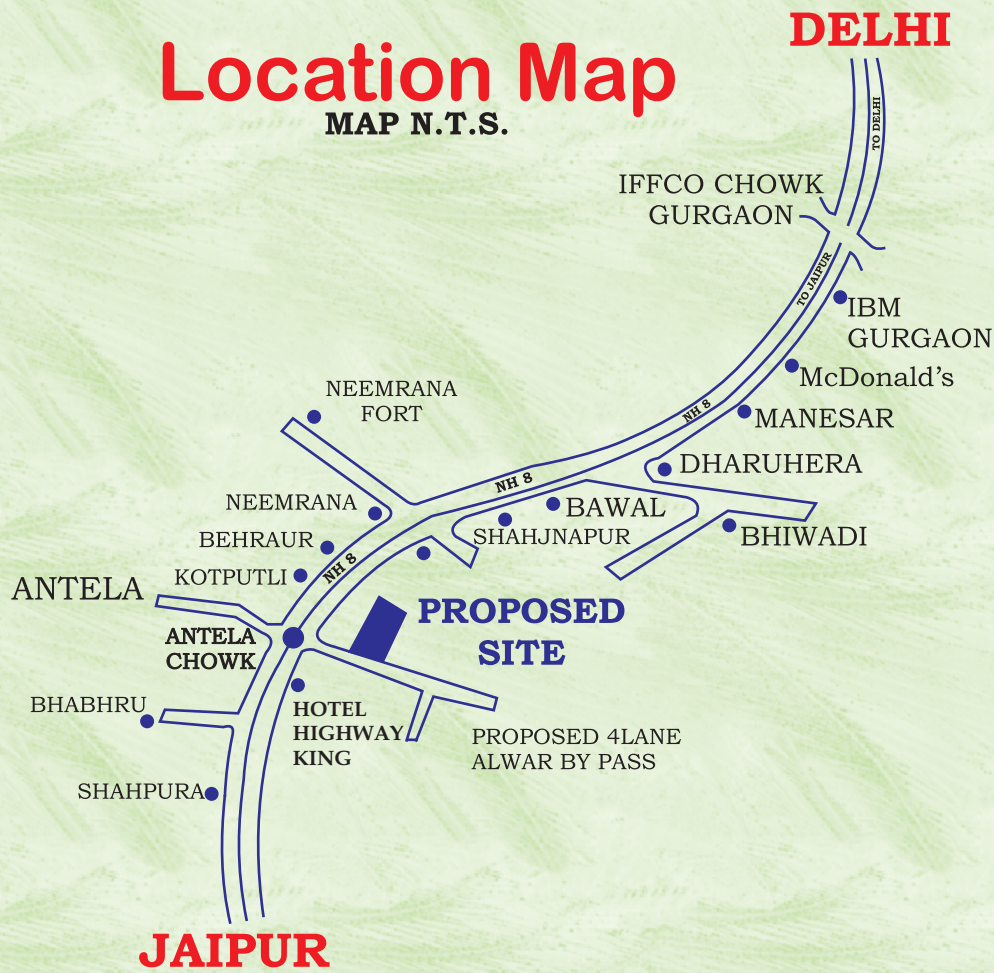 DELHI
Location Map
MAP N.T.S.
TO DELHI
IFFCO CHOWK
GURGAON
TO JAIPUR
IBM
GURGAON
McDonald's
NEEMRANA
FORT
NH 8
MANESAR
DHARUHERA
NH 8
NEEMRANA
BAWAL
SHAHJNAPUR
BHIWADI
BEHRAUR
NH 8
KOTPUTLI
ANTELA
PROPOSED
SITE
ANTELA
CHOWK
BHABHRU
HOTEL
HIGHWAY
KING
PROPOSED 4LANE
ALWAR BY PASS
SHAHPURA
JAIPUR